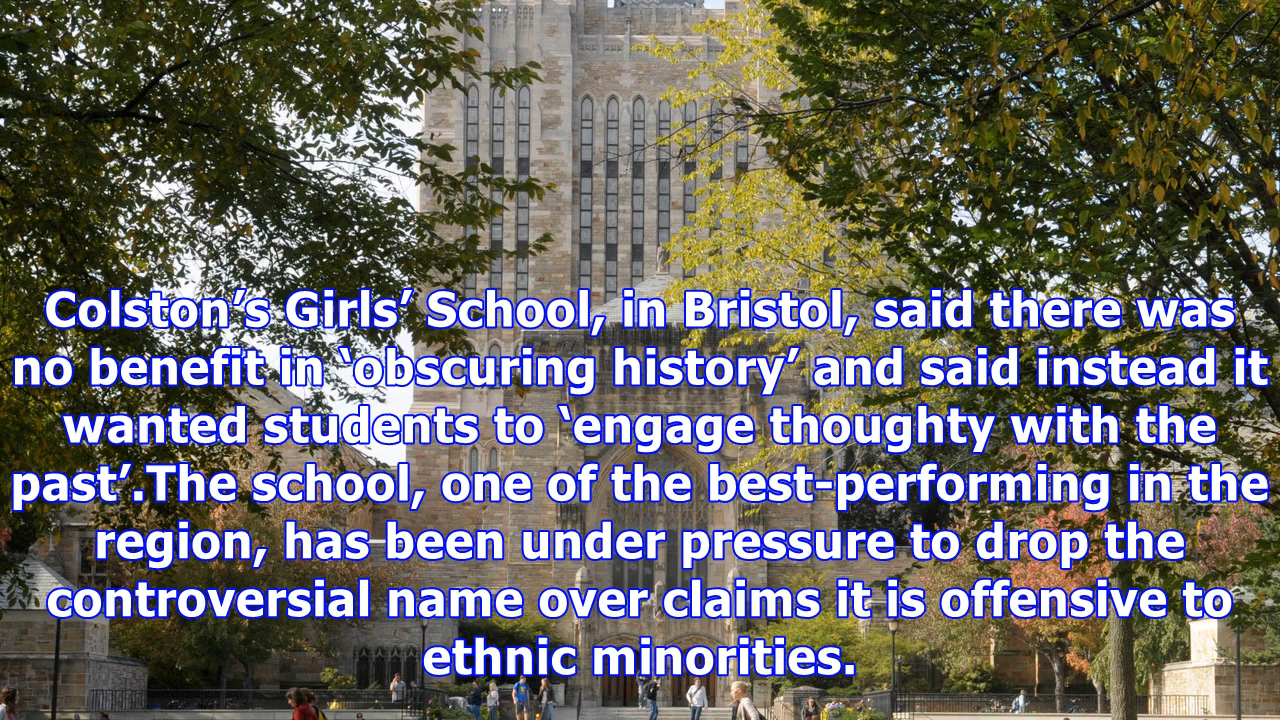 Colston’s Girls’ School, in Bristol, said there was
no benefit in ‘obscuring history’ and said instead it
wanted students to ‘engage thoughty with the
past’.The school, one of the best-performing in the
region, has been under pressure to drop the
controversial name over claims it is offensive to
ethnic minorities.